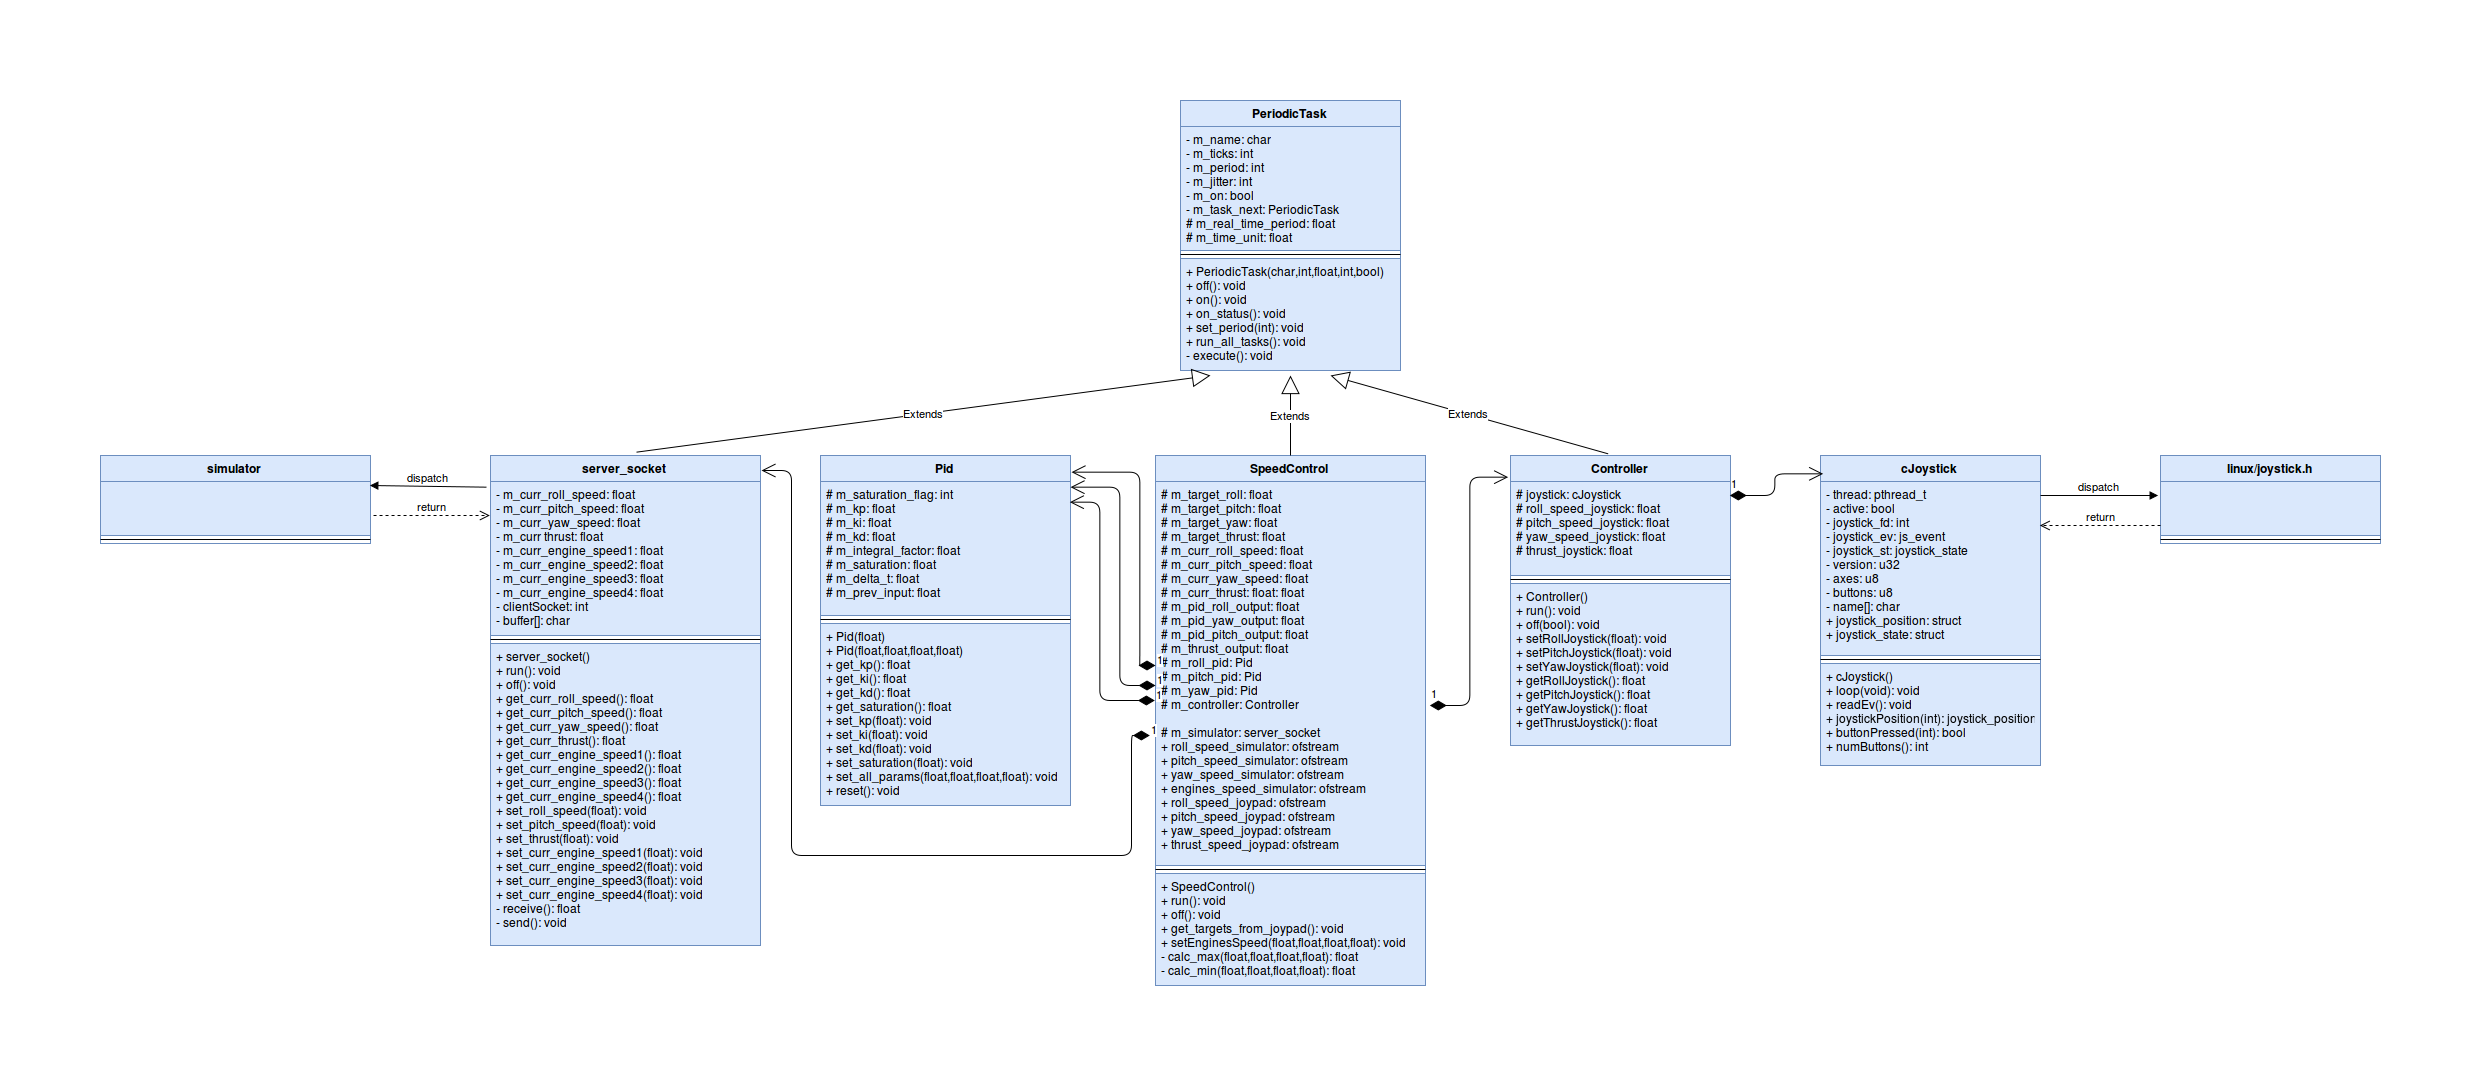 PeriodicTask
- m_name: char
- m_ticks: int
- m_period: int
- m_jitter: int
- m_on: bool
- m_task_next: PeriodicTask
# m_real_time_period: float
# m_time_unit: float
+ PeriodicTask(char,int,float,int,bool)
+ off(): void
+ on(): void
+ on_status(): void
+ set_period(int): void
+ run_all_tasks(): void
- execute(): void
Extends
Extends
Extends
simulator
dispatch
return
server_socket
- m_curr_roll_speed: float
- m_curr_pitch_speed: float
- m_curr_yaw_speed: float
- m_curr thrust: float
- m_curr_engine_speed1: float
- m_curr_engine_speed2: float
- m_curr_engine_speed3: float
- m_curr_engine_speed4: float
- clientSocket: int
- buffer[]: char
+ server_socket()
+ run(): void
+ off(): void
+ get_curr_roll_speed(): float
+ get_curr_pitch_speed(): float
+ get_curr_yaw_speed(): float
+ get_curr_thrust(): float
+ get_curr_engine_speed1(): float
+ get_curr_engine_speed2(): float
+ get_curr_engine_speed3(): float
+ get_curr_engine_speed4(): float
+ set_roll_speed(float): void
+ set_pitch_speed(float): void
+ set_thrust(float): void
+ set_curr_engine_speed1(float): void
+ set_curr_engine_speed2(float): void
+ set_curr_engine_speed3(float): void
+ set_curr_engine_speed4(float): void
- receive(): float
- send(): void
Pid
# m_saturation_flag: int
# m_kp: float
# m_ki: float
# m_kd: float
# m_integral_factor: float
# m_saturation: float
# m_delta_t: float
# m_prev_input: float
+ Pid(float)
+ Pid(float,float,float,float)
+ get_kp(): float
+ get_ki(): float
+ get_kd(): float
+ get_saturation(): float
+ set_kp(float): void
+ set_ki(float): void
+ set_kd(float): void
+ set_saturation(float): void
+ set_all_params(float,float,float,float): void
+ reset(): void
SpeedControl
# m_target_roll: float
# m_target_pitch: float
# m_target_yaw: float
# m_target_thrust: float
# m_curr_roll_speed: float
# m_curr_pitch_speed: float
# m_curr_yaw_speed: float
# m_curr_thrust: float: float
# m_pid_roll_output: float
# m_pid_yaw_output: float
# m_pid_pitch_output: float
# m_thrust_output: float
1
# m_roll_pid: Pid
1
# m_pitch_pid: Pid
1
# m_yaw_pid: Pid
# m_controller: Controller
1
1
# m_simulator: server_socket
+ roll_speed_simulator: ofstream
+ pitch_speed_simulator: ofstream
+ yaw_speed_simulator: ofstream
+ engines_speed_simulator: ofstream
+ roll_speed_joypad: ofstream
+ pitch_speed_joypad: ofstream
+ yaw_speed_joypad: ofstream
+ thrust_speed_joypad: ofstream
+ SpeedControl()
+ run(): void
+ off(): void
+ get_targets_from_joypad(): void
+ setEnginesSpeed(float,float,float,float): void
- calc_max(float,float,float,float): float
- calc_min(float,float,float,float): float
Controller
# joystick: cJoystick
# roll_speed_joystick: float
# pitch_speed_joystick: float
# yaw_speed_joystick: float
# thrust_joystick: float
+ Controller()
+ run(): void
+ off(bool): void
+ setRollJoystick(float): void
+ setPitchJoystick(float): void
+ setYawJoystick(float): void
+ getRollJoystick(): float
+ getPitchJoystick(): float
+ getYawJoystick(): float
+ getThrustJoystick(): float
1
cJoystick
- thread: pthread_t
- active: bool
- joystick_fd: int
- joystick_ev: js_event
- joystick_st: joystick_state
- version: u32
- axes: u8
- buttons: u8
- name[]: char
+ joystick_position: struct
+ joystick_state: struct
+ cJoystick()
+ loop(void): void
+ readEv(): void
+ joystickPosition(int): joystick_position
+ buttonPressed(int): bool
+ numButtons(): int
dispatch
return
linux/joystick.h